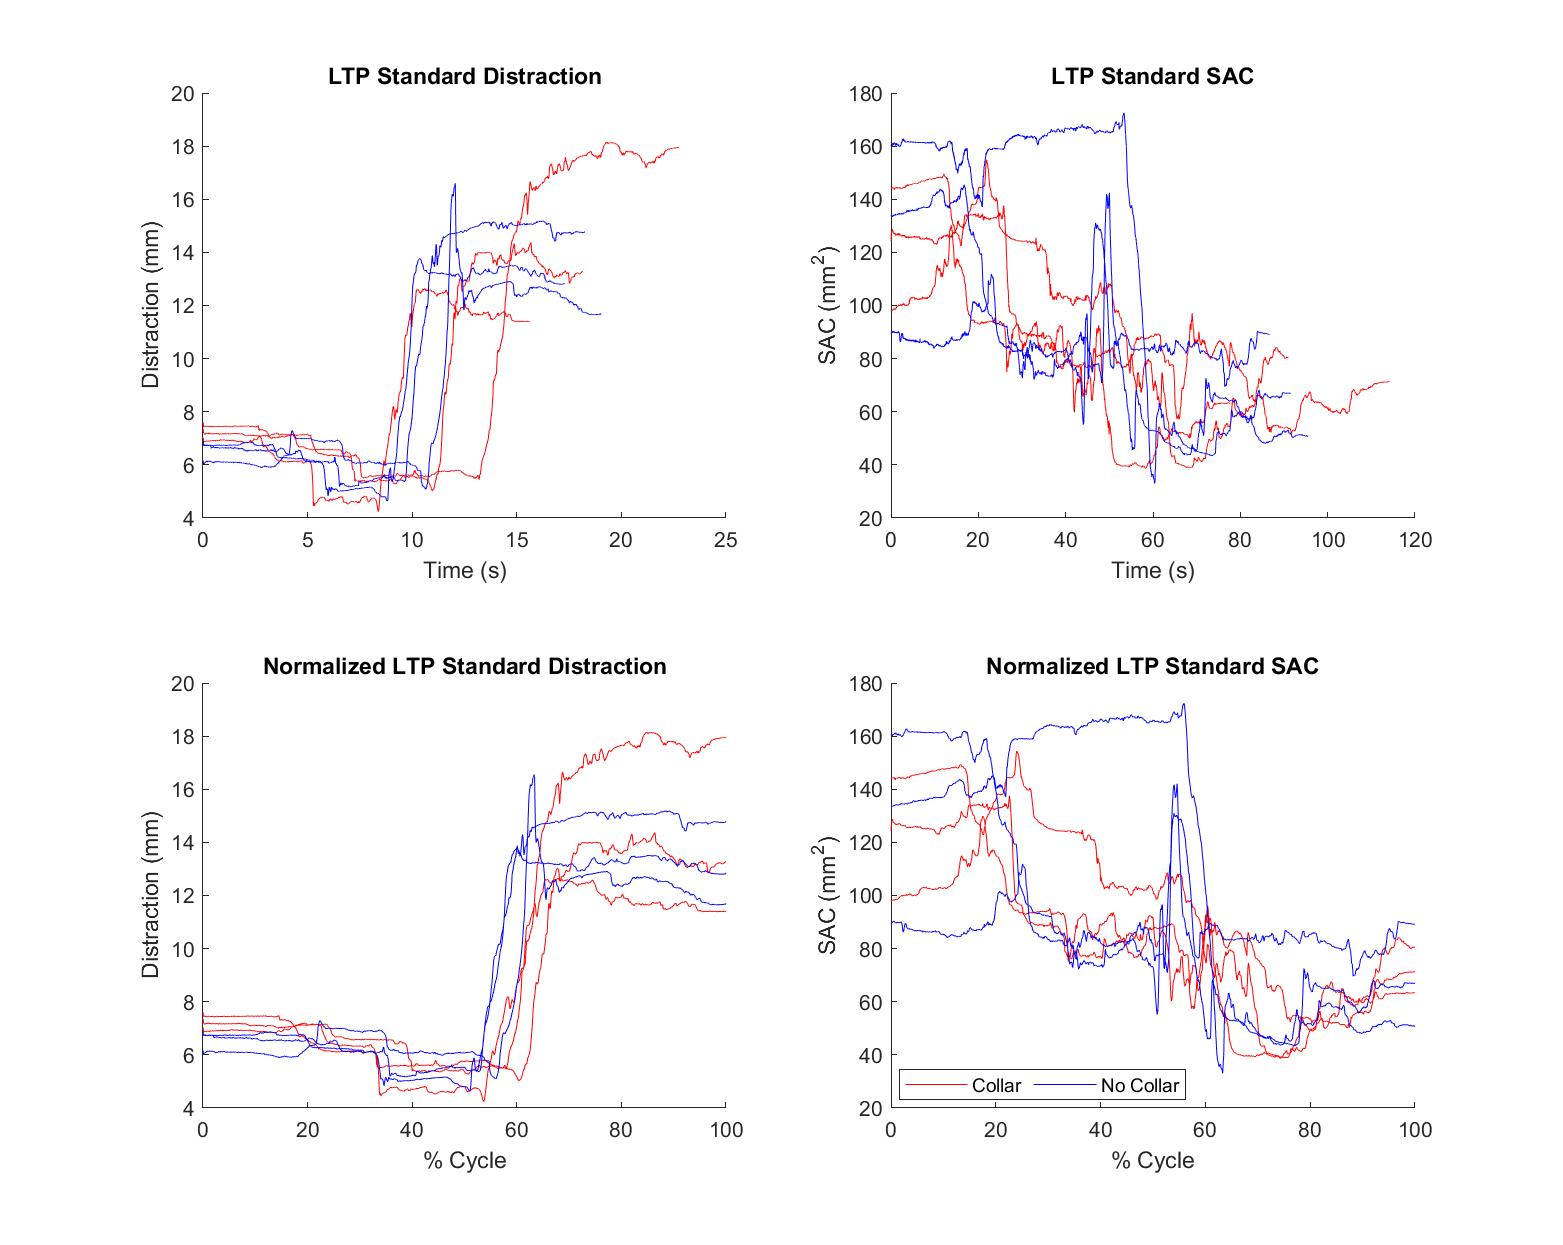 LTP Standard Distraction
20
18
16
14
12
10
8
6
4
Distraction (mm)
0 5 10 15 20 25
Time (s)
LTP Standard SAC
180
160
140
120
100
80
60
40
20
SAC (mm²)
0 20 40 60 80 100 120
Time (s)
Normalized LTP Standard Distraction
20
18
16
14
12
10
8
6
4
Distraction (mm)
0 20 40 60 80 100
% Cycle
Normalized LTP Standard SAC
180
160
140
120
100
80
60
40
20
SAC (mm²)
Collar No Collar
0 20 40 60 80 100
% Cycle